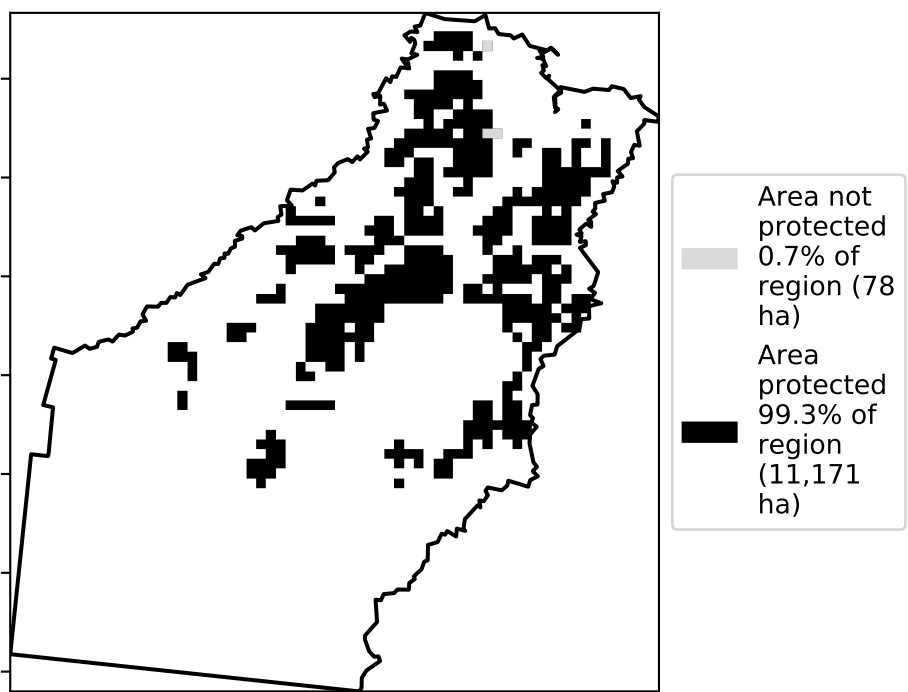 Area not
protected
0.7% of
region (78
ha)
Area
protected
99.3% of
region
(11,171
ha)